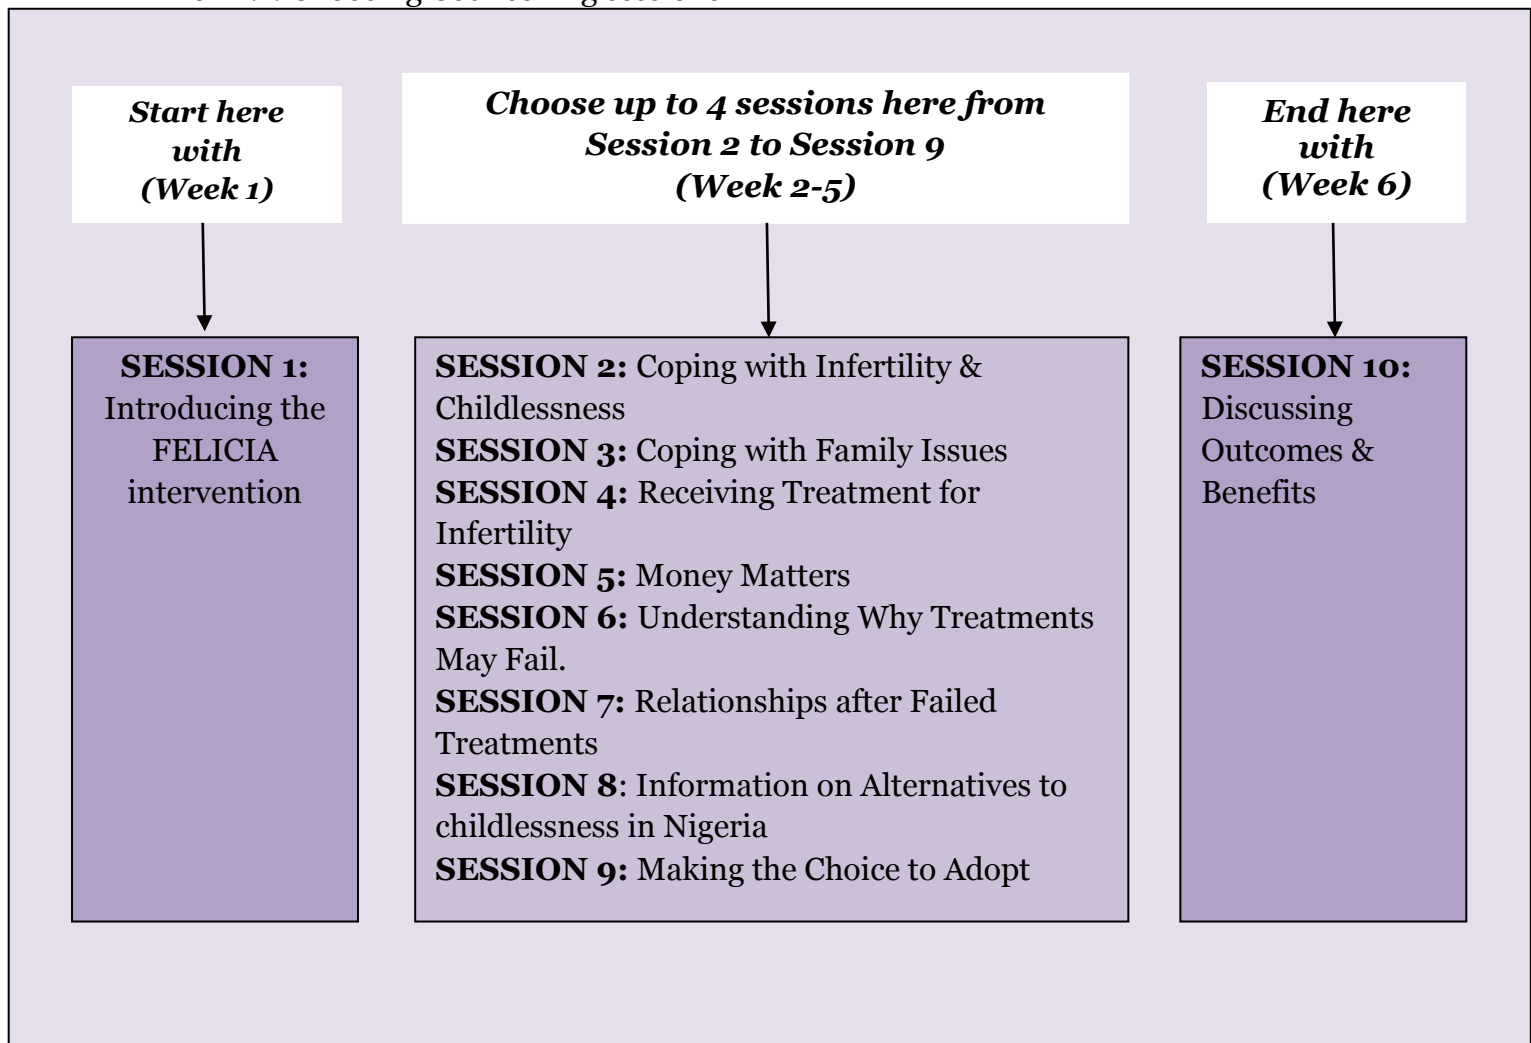 Choosing Counselling sessions
Start here
with
(Week 1)
Choose up to 4 sessions here from
Session 2 to Session 9
(Week 2-5)
End here
with
(Week 6)
SESSION 1:
Introducing the
FELICIA
intervention
SESSION 2: Coping with Infertility &
Childlessness
SESSION 3: Coping with Family Issues
SESSION 4: Receiving Treatment for
Infertility
SESSION 5: Money Matters
SESSION 6: Understanding Why Treatments
May Fail.
SESSION 7: Relationships after Failed
Treatments
SESSION 8: Information on Alternatives to
childlessness in Nigeria
SESSION 9: Making the Choice to Adopt
SESSION 10:
Discussing
Outcomes &
Benefits